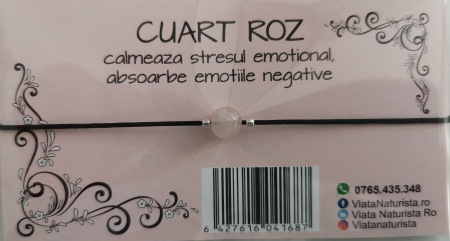 CUART ROZ
calmeaza stresul emotional,
absoarbe emotiile negative
0765.435.348
ViataNaturista.ro
Viata Naturista Ro
Viatanaturista
6 427616 041687